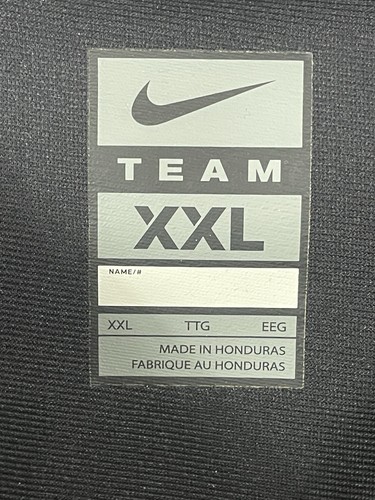 TEAM
XXL
NAME/#
XXL TTG EEG
MADE IN HONDURAS
FABRIQUE AU HONDURAS